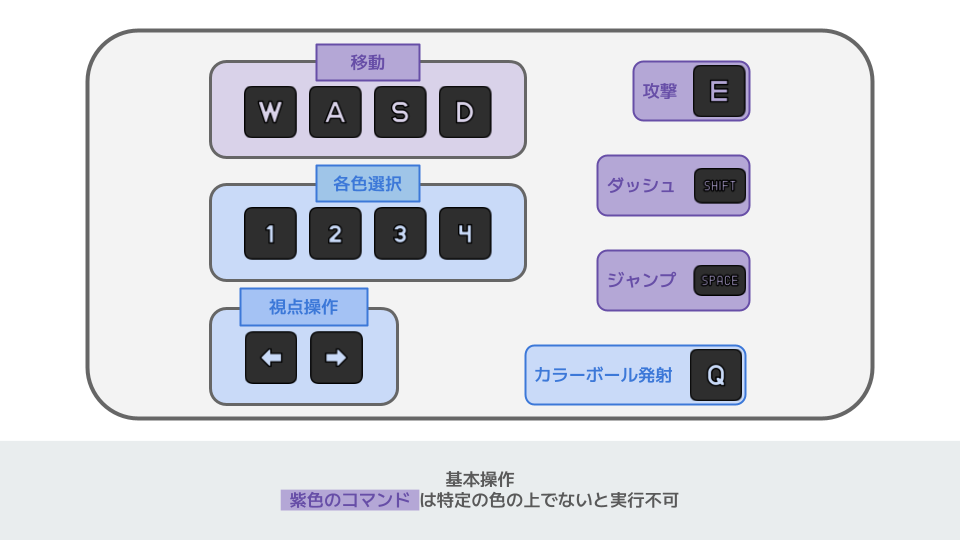 移動
W A S D
各色選択
1 2 3 4
視点操作
← →
攻撃 E
ダッシュ SHIFT
ジャンプ SPACE
カラーボール発射 Q
基本操作
紫色のコマンド は特定の色の上でないと実行不可